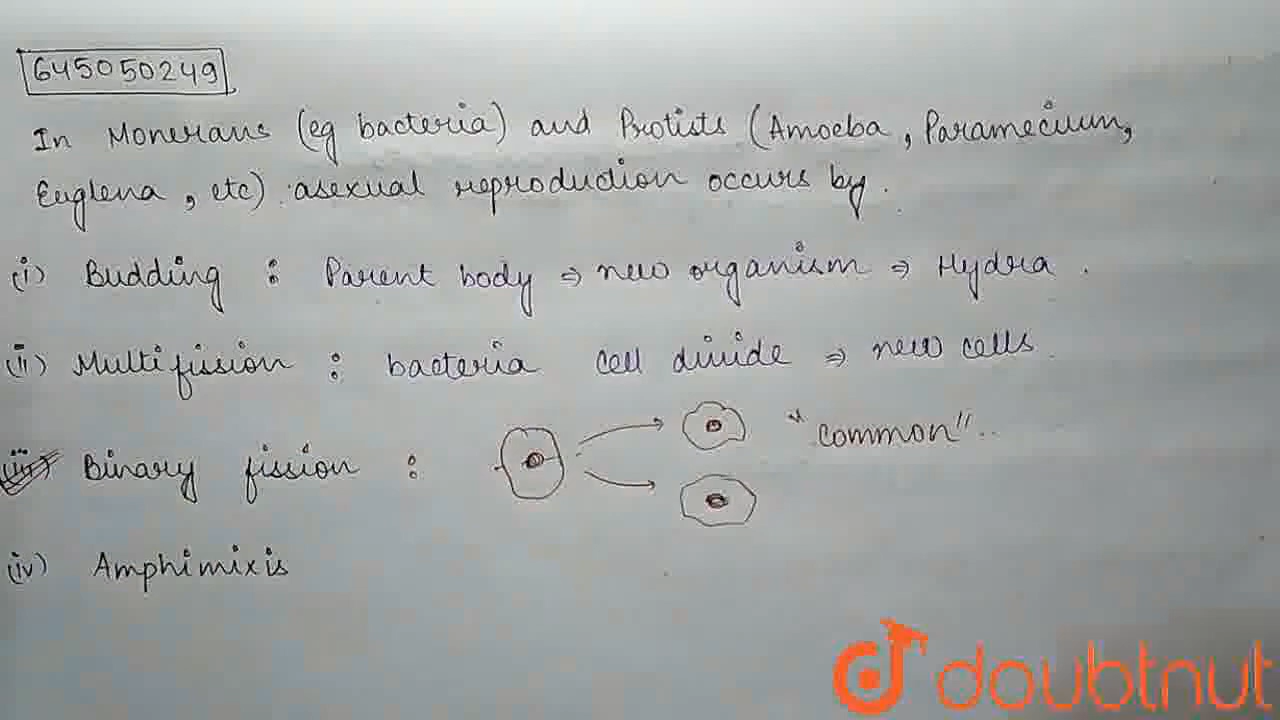 645050249
In Monerans (eg bacteria) and Protists (Amoeba, Paramecium,
Euglena, etc) asexual reproduction occurs by.
(i) Budding : Parent body ⇒ new organism ⇒ Hydra.
(ii) Multifission : bacteria cell divide ⇒ new cells.
(iii) Binary fission : "common"..
(iv) Amphimixis
doubtnut